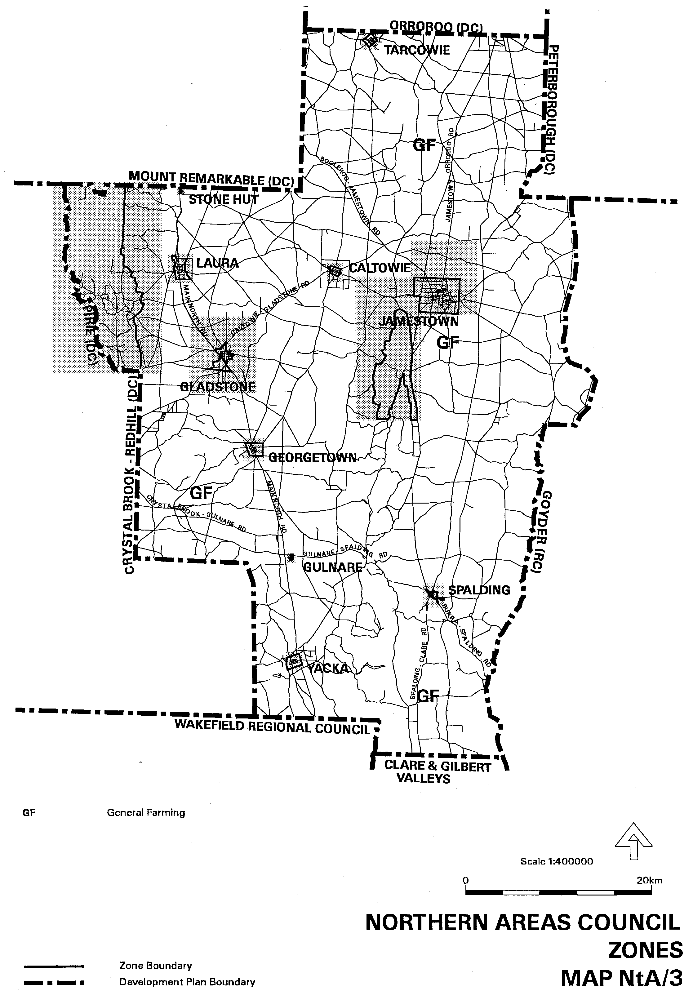 ORROROO (DC)
TARCOWIE
PETERBOROUGH (DC)
GF
JAMESTOWN - ORROROO RD
BOOLEROO - JAMESTOWN RD
MOUNT REMARKABLE (DC)
STONE HUT
LAURA
CALTOWIE
MAIN NORTH RD
CALTOWIE - GLADSTONE RD
PIRIE (DC)
JAMESTOWN
GF
GLADSTONE
CRYSTAL BROOK - REDHILL (DC)
GEORGETOWN
GF
MAIN NORTH RD
CRYSTAL BROOK - GULNARE RD
GOYDER (RC)
GULNARE - SPALDING RD
GULNARE
SPALDING
BURRA - SPALDING RD
SPALDING - CLARE RD
YACKA
GF
WAKEFIELD REGIONAL COUNCIL
CLARE & GILBERT
VALLEYS
GF General Farming
Scale 1:400000
0 20km
NORTHERN AREAS COUNCIL
ZONES
MAP NtA/3
Zone Boundary
Development Plan Boundary